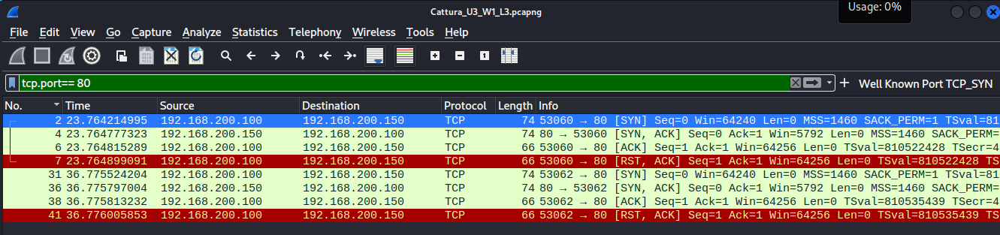 Cattura_U3_W1_L3.pcapng
Usage: 0%
File Edit View Go Capture Analyze Statistics Telephony Wireless Tools Help
tcp.port== 80
Well Known Port TCP_SYN
No. Time Source Destination Protocol Length Info
2 23.764214995 192.168.200.100 192.168.200.150 TCP 74 53060 → 80 [SYN] Seq=0 Win=64240 Len=0 MSS=1460 SACK_PERM=1 TSval=81
4 23.764777323 192.168.200.150 192.168.200.100 TCP 74 80 → 53060 [SYN, ACK] Seq=0 Ack=1 Win=5792 Len=0 MSS=1460 SACK_PERM=
6 23.764815289 192.168.200.100 192.168.200.150 TCP 66 53060 → 80 [ACK] Seq=1 Ack=1 Win=64256 Len=0 TSval=810522428 TSecr=4
7 23.764899091 192.168.200.100 192.168.200.150 TCP 66 53060 → 80 [RST, ACK] Seq=1 Ack=1 Win=64256 Len=0 TSval=810522428 TS
31 36.775524204 192.168.200.100 192.168.200.150 TCP 74 53062 → 80 [SYN] Seq=0 Win=64240 Len=0 MSS=1460 SACK_PERM=1 TSval=81
36 36.775797004 192.168.200.150 192.168.200.100 TCP 74 80 → 53062 [SYN, ACK] Seq=0 Ack=1 Win=5792 Len=0 MSS=1460 SACK_PERM=
38 36.775813232 192.168.200.100 192.168.200.150 TCP 66 53062 → 80 [ACK] Seq=1 Ack=1 Win=64256 Len=0 TSval=810535439 TSecr=4
41 36.776005853 192.168.200.100 192.168.200.150 TCP 66 53062 → 80 [RST, ACK] Seq=1 Ack=1 Win=64256 Len=0 TSval=810535439 TS